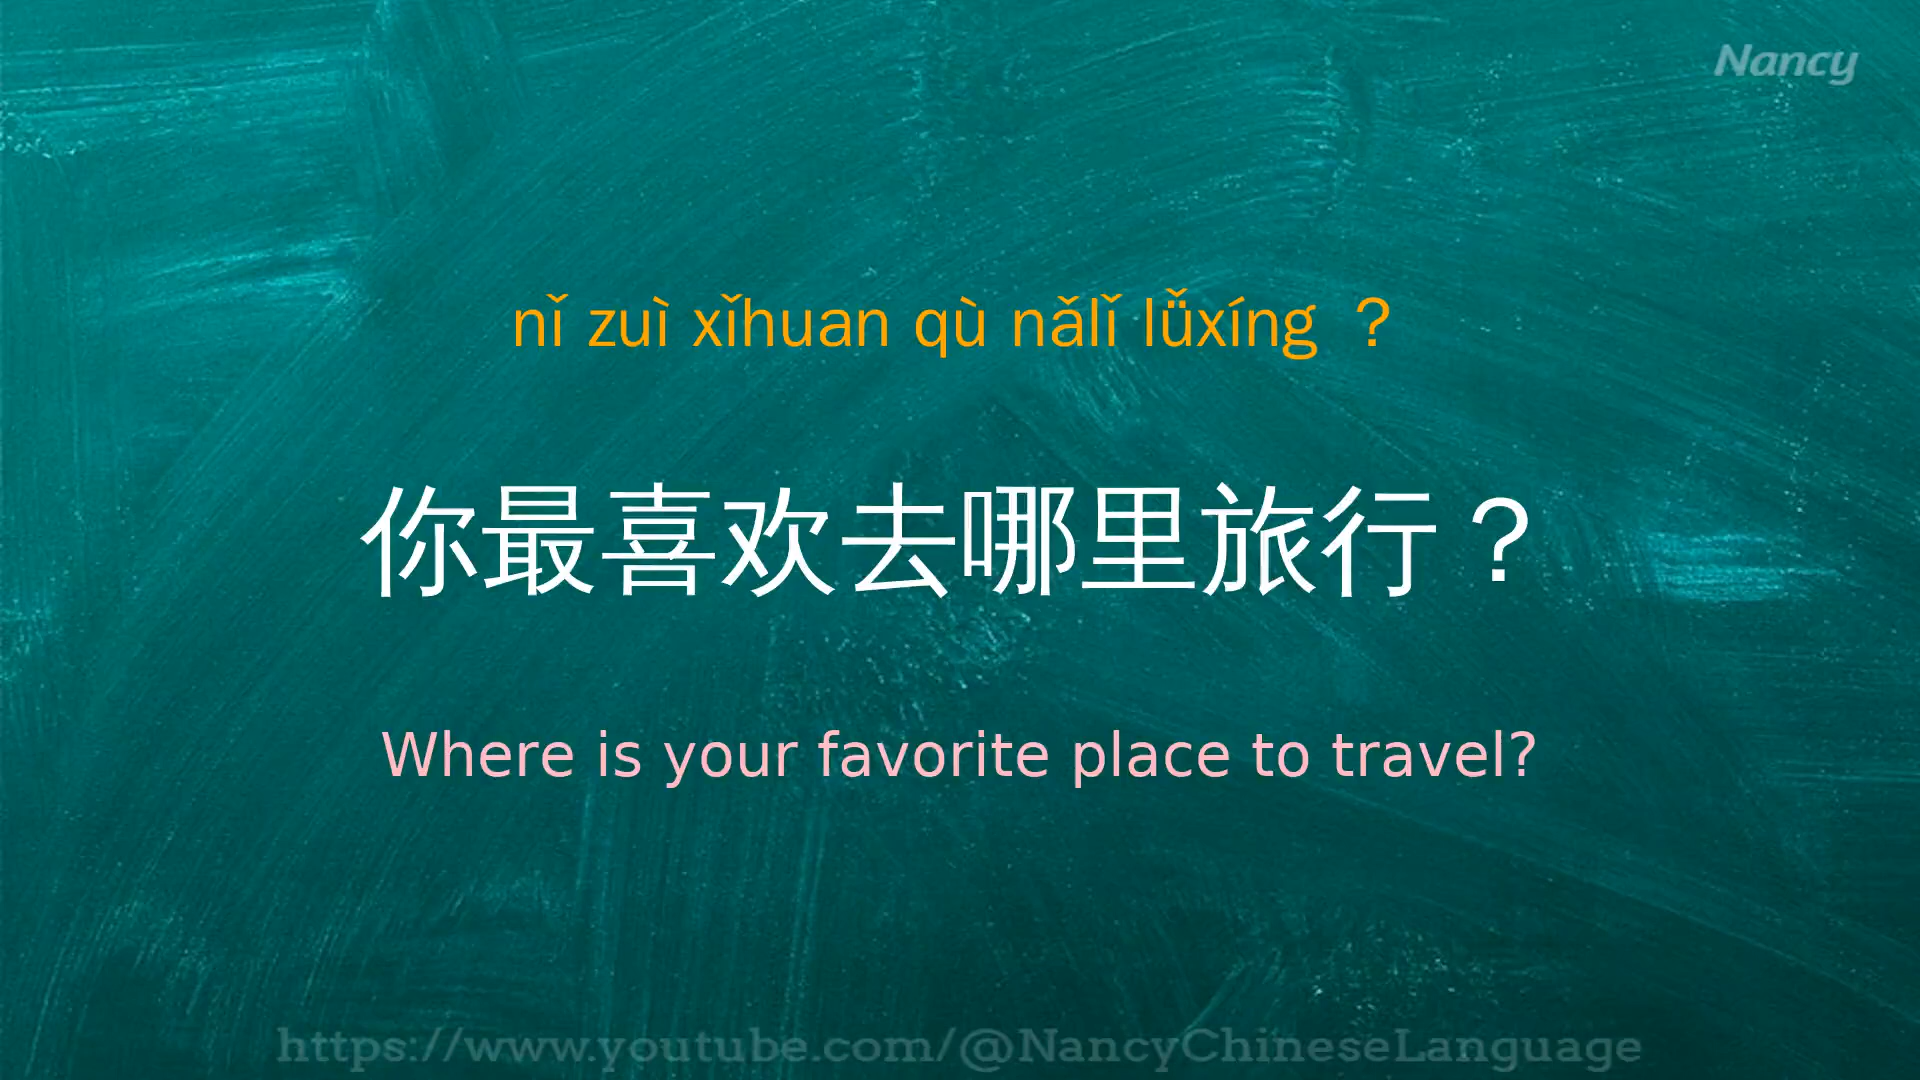 Nancy
nǐ zuì xǐhuan qù nǎlǐ lǚxíng ？
你最喜欢去哪里旅行？
Where is your favorite place to travel?
https://www.youtube.com/@NancyChineseLanguage